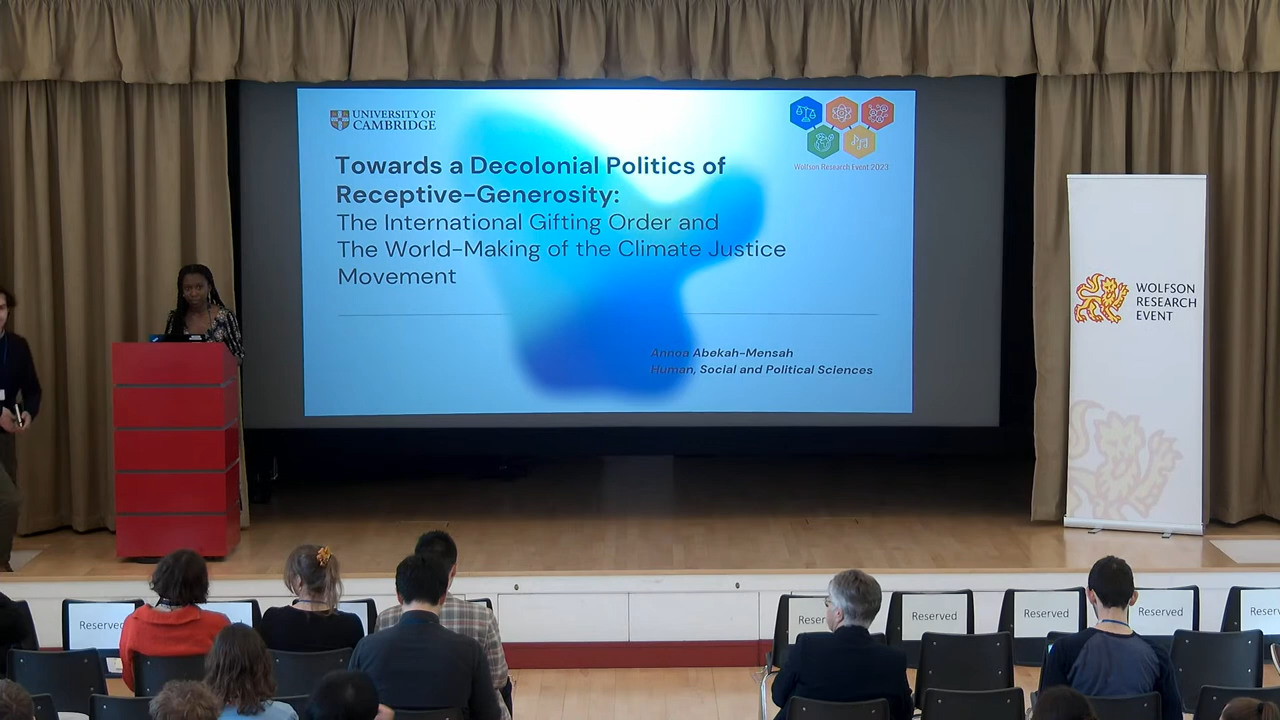 UNIVERSITY OF
CAMBRIDGE
Wolfson Research Event 2023
Towards a Decolonial Politics of
Receptive-Generosity:
The International Gifting Order and
The World-Making of the Climate Justice
Movement
Annoa Abekah-Mensah
Human, Social and Political Sciences
WOLFSON
RESEARCH
EVENT
Reserved
Reserved
Reserved
Reserved
Reserved